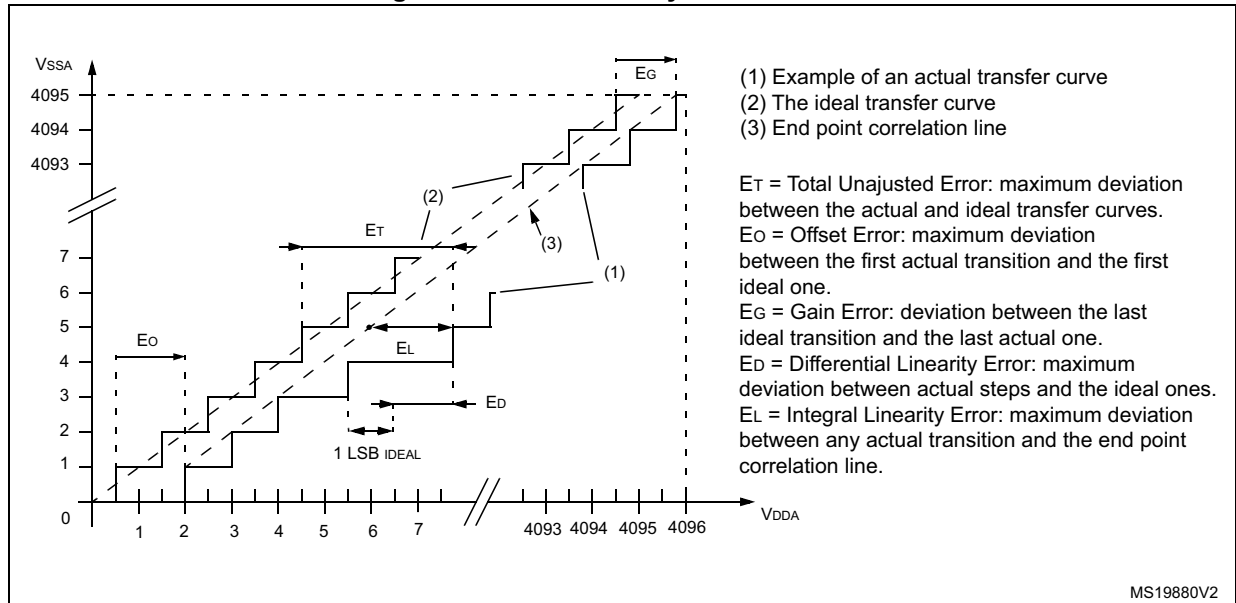 VSSA
4095
4094
4093
7
6
5
4
3
2
1
0
1 2 3 4 5 6 7 4093 4094 4095 4096
VDDA
EG
(2)
ET
(3)
(1)
EO
EL
ED
1 LSB IDEAL
(1) Example of an actual transfer curve
(2) The ideal transfer curve
(3) End point correlation line
ET = Total Unajusted Error: maximum deviation
between the actual and ideal transfer curves.
EO = Offset Error: maximum deviation
between the first actual transition and the first
ideal one.
EG = Gain Error: deviation between the last
ideal transition and the last actual one.
ED = Differential Linearity Error: maximum
deviation between actual steps and the ideal ones.
EL = Integral Linearity Error: maximum deviation
between any actual transition and the end point
correlation line.
MS19880V2